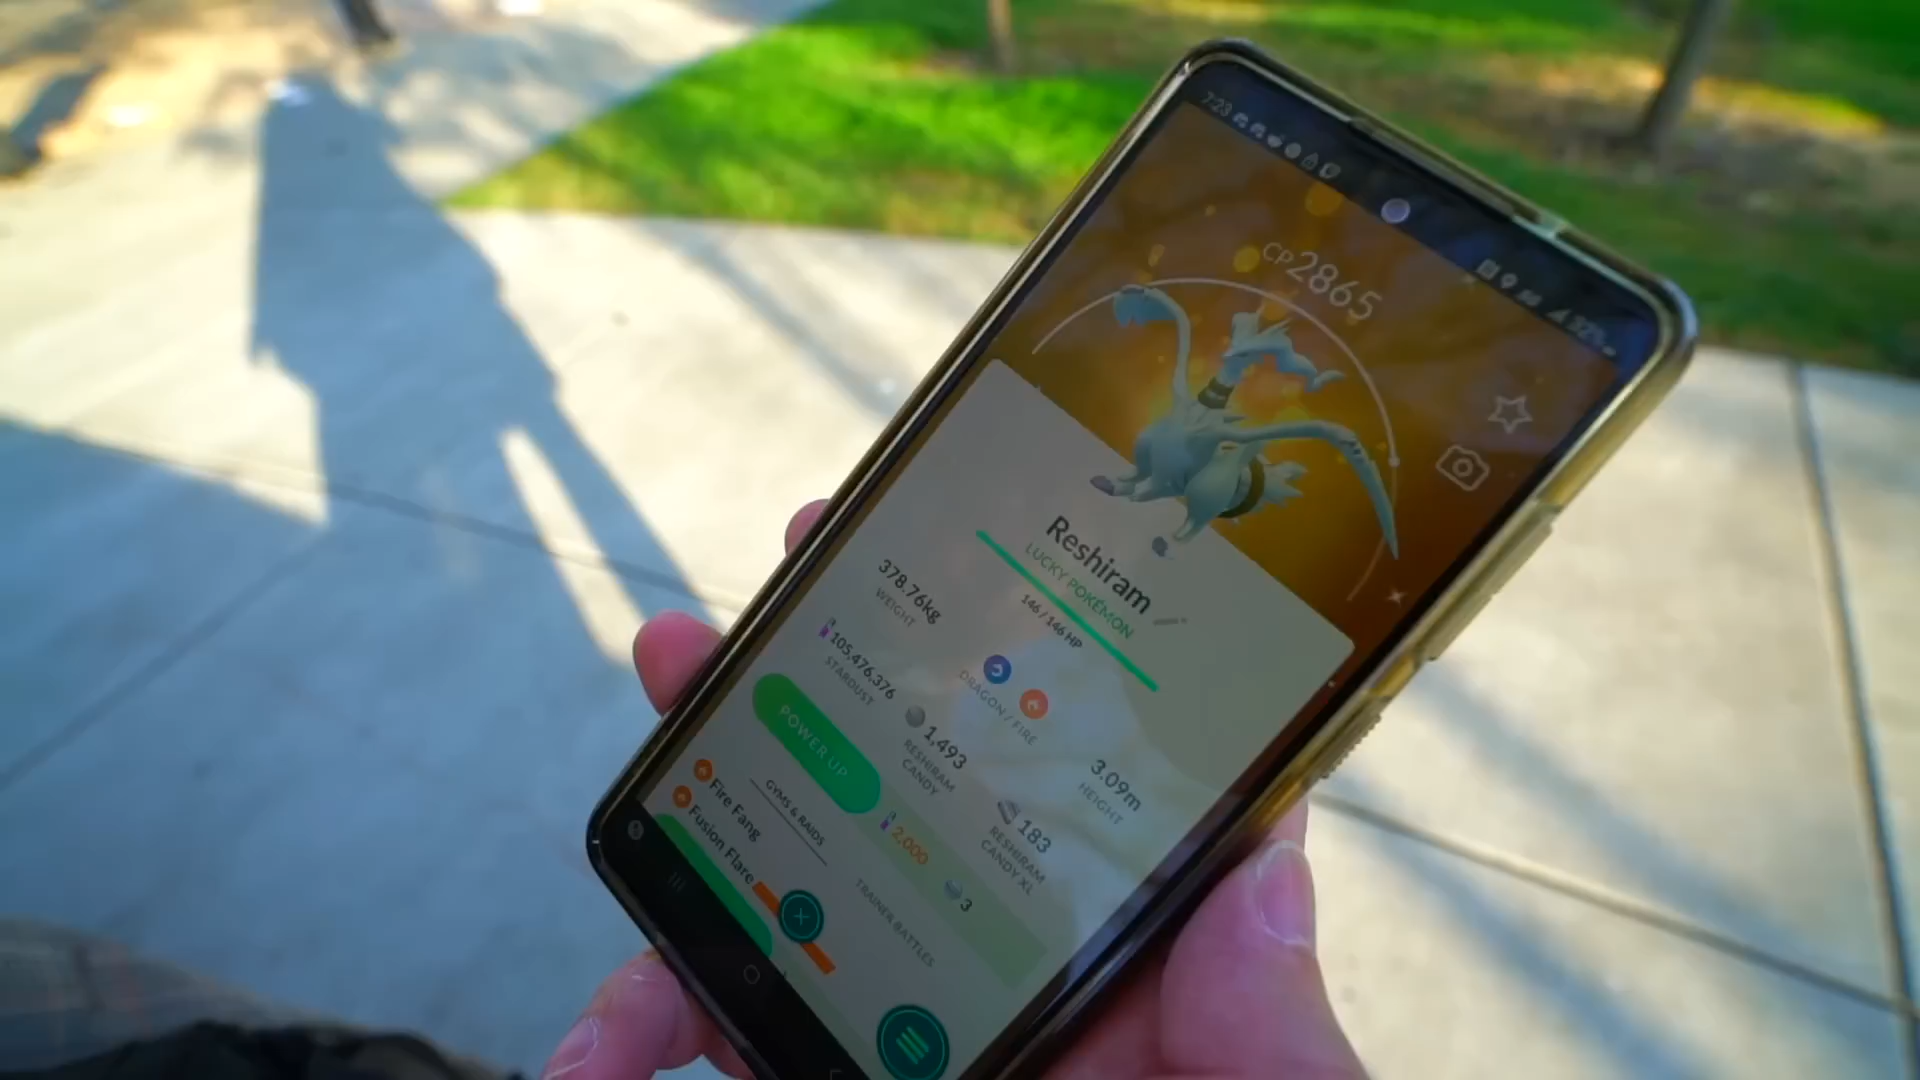 7:23
CP2865
Reshiram
LUCKY POKÉMON
146 / 146 HP
378.76kg
WEIGHT
DRAGON / FIRE
3.09m
HEIGHT
105,476,376
STARDUST
1,493
RESHIRAM
CANDY
183
RESHIRAM
CANDY XL
POWER UP
2,000
3
GYMS & RAIDS
TRAINER BATTLES
Fire Fang
Fusion Flare